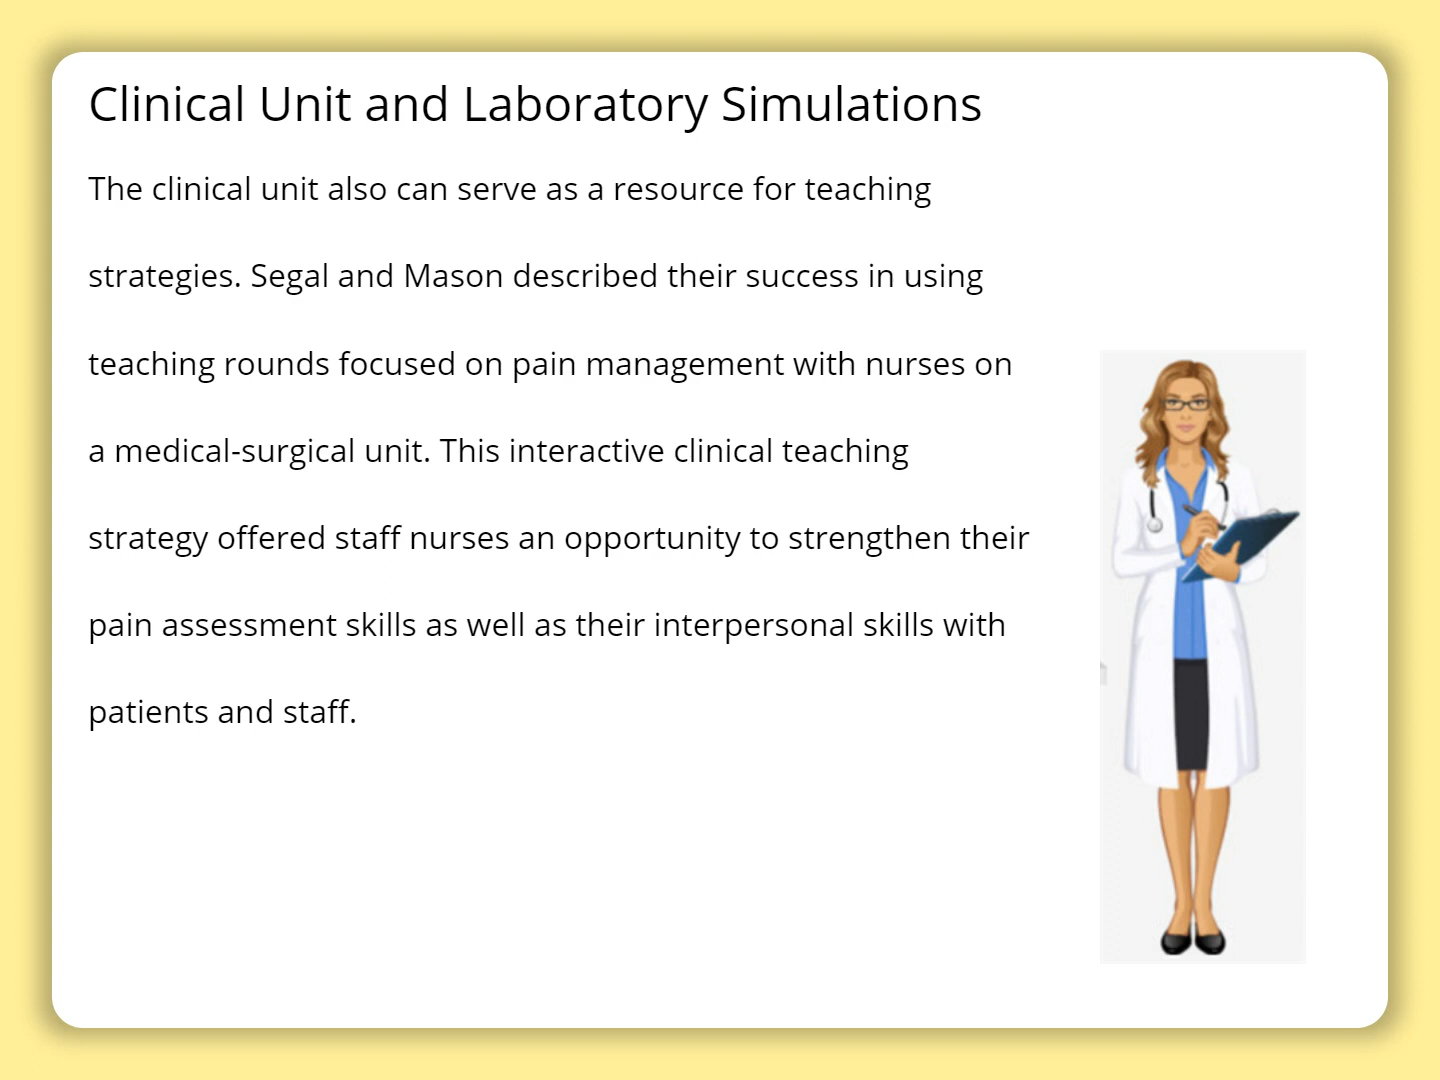 Clinical Unit and Laboratory Simulations
The clinical unit also can serve as a resource for teaching
strategies. Segal and Mason described their success in using
teaching rounds focused on pain management with nurses on
a medical-surgical unit. This interactive clinical teaching
strategy offered staff nurses an opportunity to strengthen their
pain assessment skills as well as their interpersonal skills with
patients and staff.